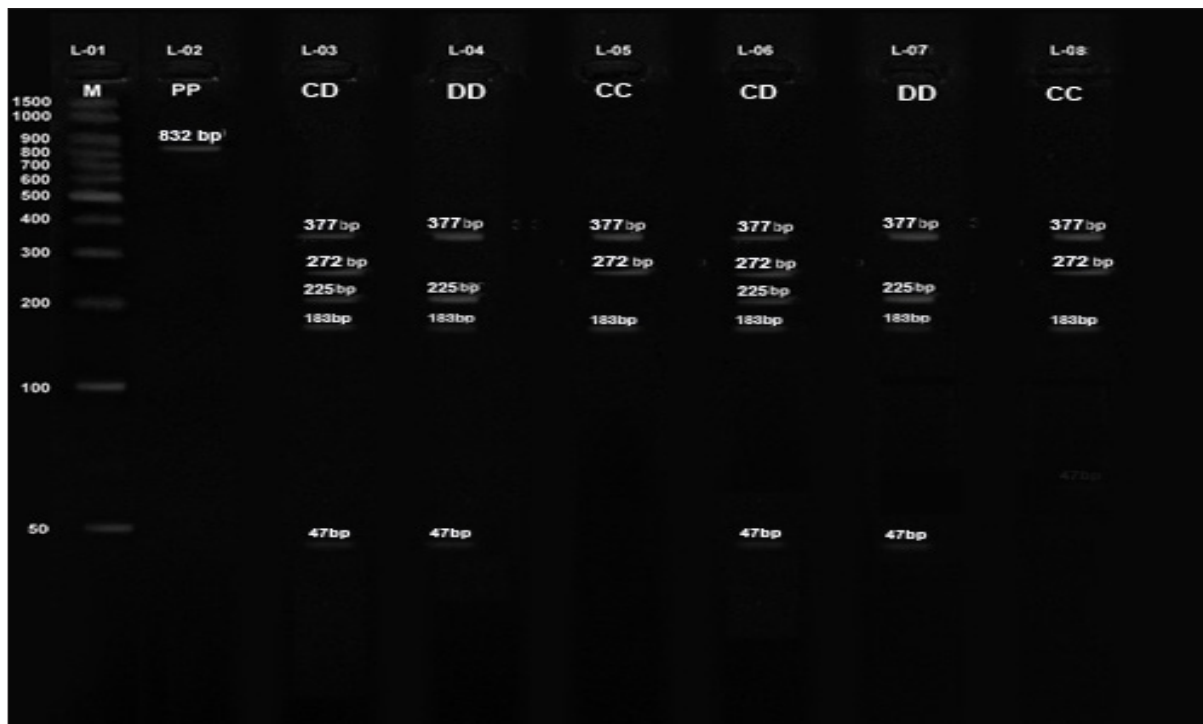 L-01 L-02 L-03 L-04 L-05 L-06 L-07 L-08
M PP CD DD CC CD DD CC
1500
1000
900 832 bp
800
700
600
500
400 377bp 377bp 377bp 377bp 377bp 377bp
300 272 bp 272 bp 272 bp 272 bp
225bp 225bp 225bp 225bp
200
183bp 183bp 183bp 183bp 183bp 183bp
100
47bp
50 47bp 47bp 47bp 47bp